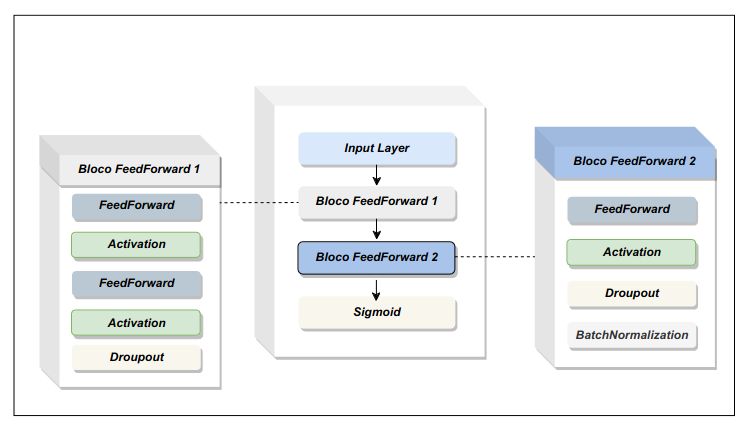 Bloco FeedForward 1
FeedForward
Activation
FeedForward
Activation
Droupout
Input Layer
Bloco FeedForward 1
Bloco FeedForward 2
Sigmoid
Bloco FeedForward 2
FeedForward
Activation
Droupout
BatchNormalization